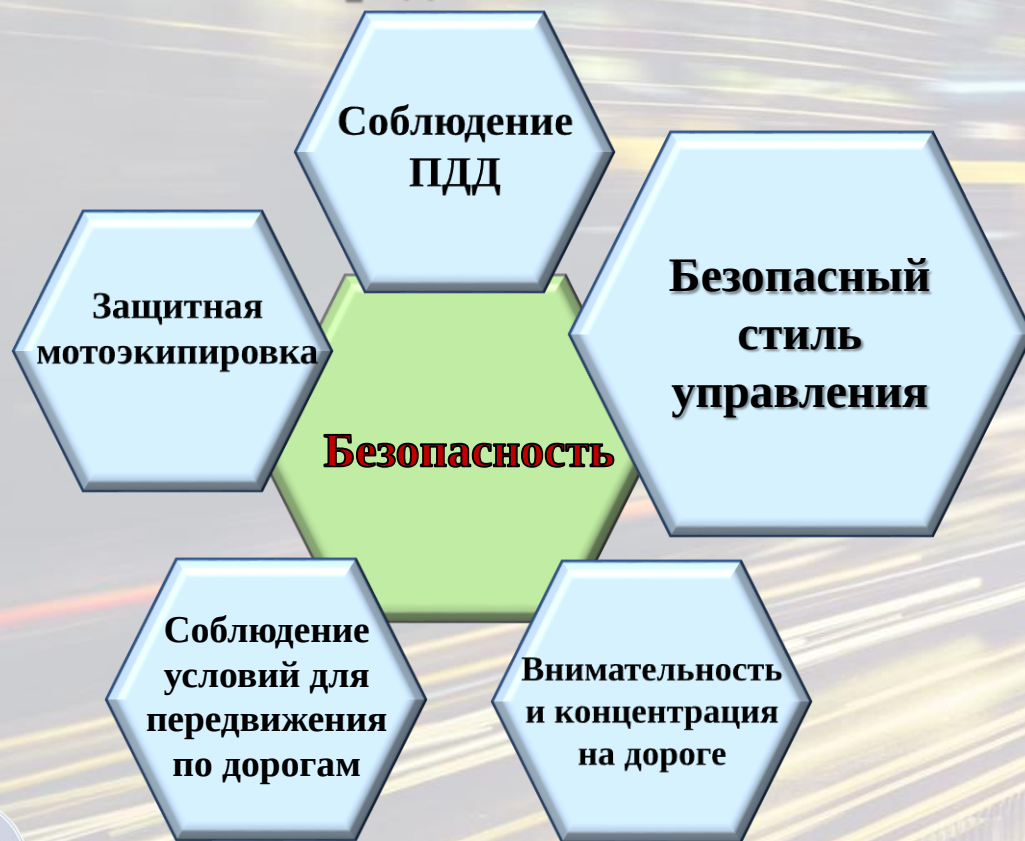 Соблюдение
ПДД
Безопасный
стиль
управления
Защитная
мотоэкипировка
Безопасность
Соблюдение
условий для
передвижения
по дорогам
Внимательность
и концентрация
на дороге